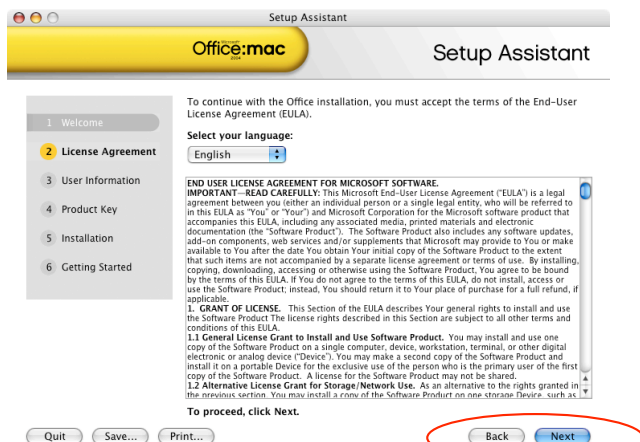 Setup Assistant
Microsoft
Office:mac
2004
Setup Assistant
1 Welcome
2 License Agreement
3 User Information
4 Product Key
5 Installation
6 Getting Started
To continue with the Office installation, you must accept the terms of the End-User
License Agreement (EULA).
Select your language:
English
END USER LICENSE AGREEMENT FOR MICROSOFT SOFTWARE.
IMPORTANT—READ CAREFULLY: This Microsoft End-User License Agreement ("EULA") is a legal
agreement between you (either an individual person or a single legal entity, who will be referred to
in this EULA as "You" or "Your") and Microsoft Corporation for the Microsoft software product that
accompanies this EULA, including any associated media, printed materials and electronic
documentation (the "Software Product"). The Software Product also includes any software updates,
add-on components, web services and/or supplements that Microsoft may provide to You or make
available to You after the date You obtain Your initial copy of the Software Product to the extent
that such items are not accompanied by a separate license agreement or terms of use. By installing,
copying, downloading, accessing or otherwise using the Software Product, You agree to be bound
by the terms of this EULA. If You do not agree to the terms of this EULA, do not install, access or
use the Software Product; instead, You should return it to Your place of purchase for a full refund, if
applicable.
1. GRANT OF LICENSE. This Section of the EULA describes Your general rights to install and use
the Software Product The license rights described in this Section are subject to all other terms and
conditions of this EULA.
1.1 General License Grant to Install and Use Software Product. You may install and use one
copy of the Software Product on a single computer, device, workstation, terminal, or other digital
electronic or analog device ("Device"). You may make a second copy of the Software Product and
install it on a portable Device for the exclusive use of the person who is the primary user of the first
copy of the Software Product. A license for the Software Product may not be shared.
1.2 Alternative License Grant for Storage/Network Use. As an alternative to the rights granted in
the previous section, You may install a copy of the Software Product on one storage Device, such as
To proceed, click Next.
Quit Save... Print... Back Next